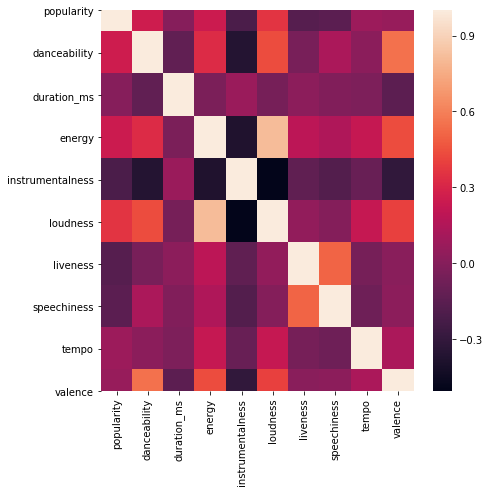 popularity
danceability
duration_ms
energy
instrumentalness
loudness
liveness
speechiness
tempo
valence
popularity
danceability
duration_ms
energy
instrumentalness
loudness
liveness
speechiness
tempo
valence
0.9
0.6
0.3
0.0
−0.3